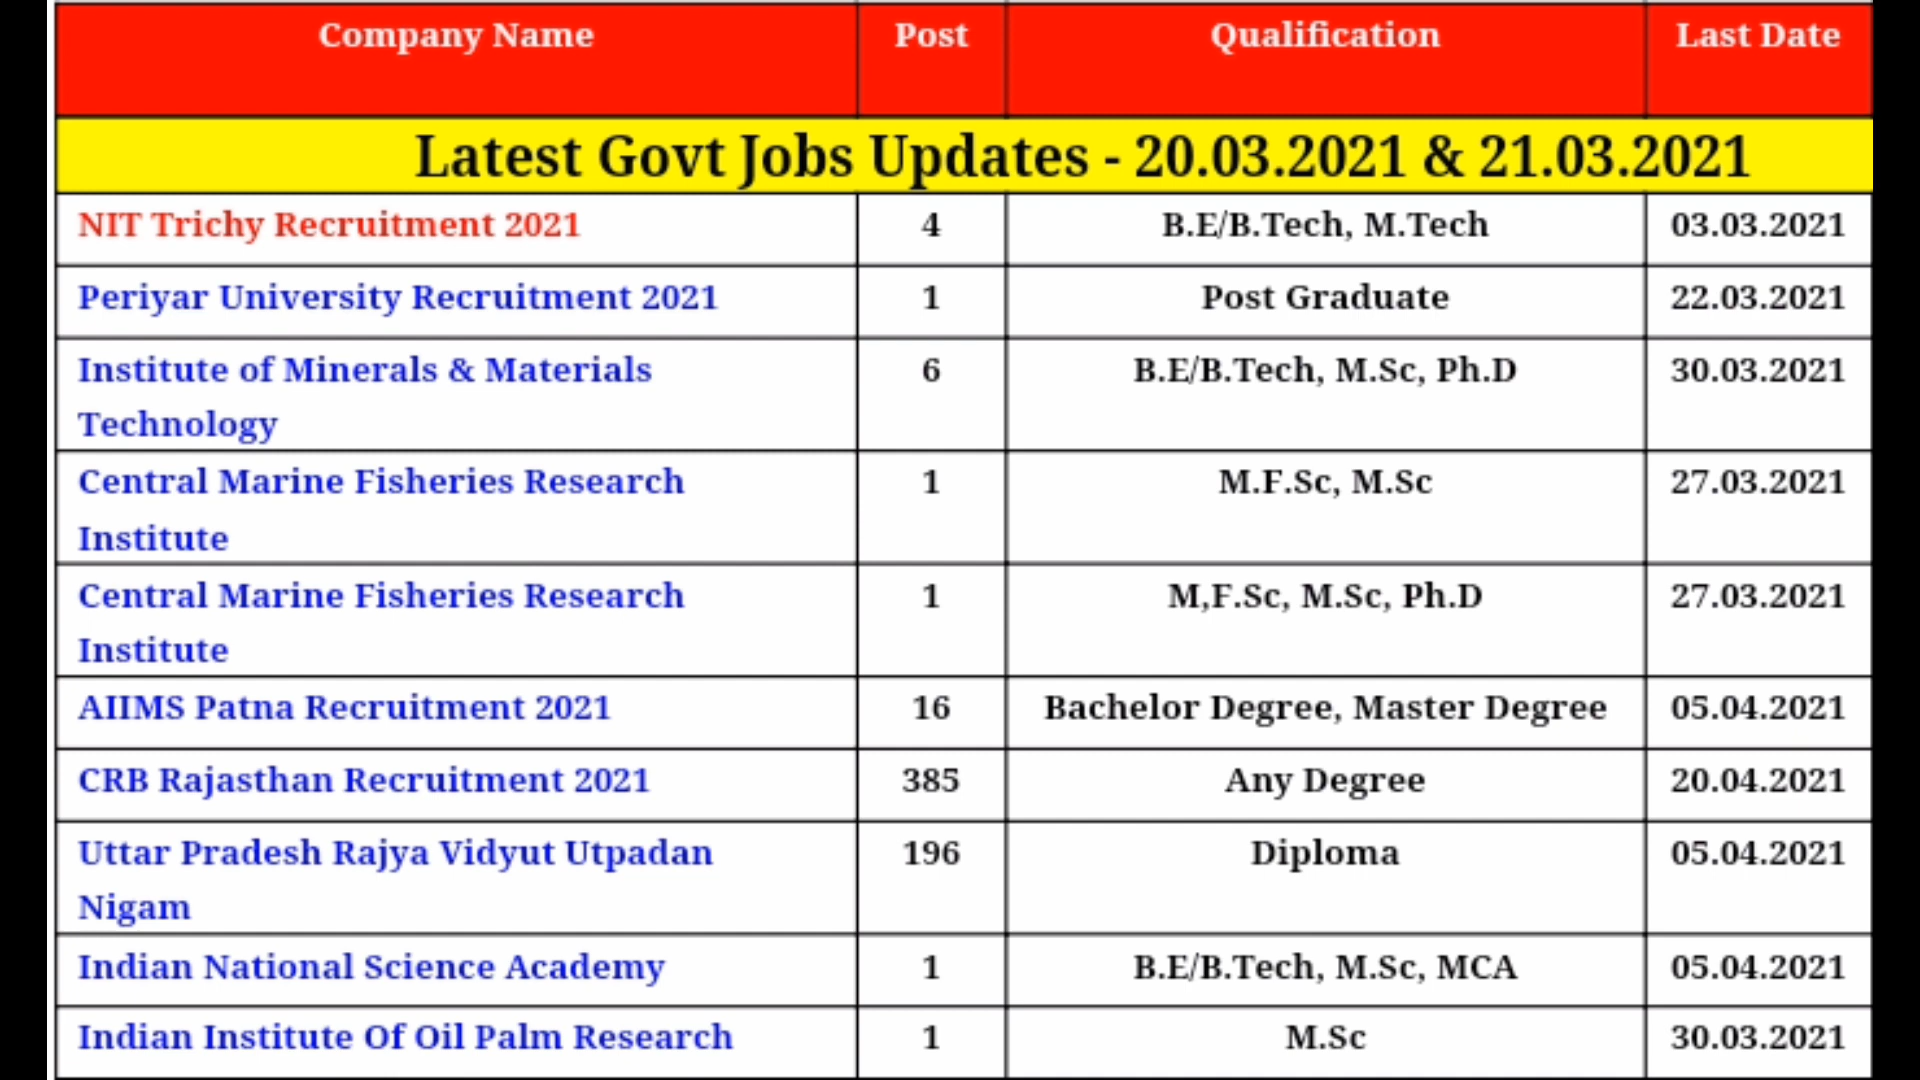 Company Name Post Qualification Last Date
Latest Govt Jobs Updates - 20.03.2021 & 21.03.2021
NIT Trichy Recruitment 2021 4 B.E/B.Tech, M.Tech 03.03.2021
Periyar University Recruitment 2021 1 Post Graduate 22.03.2021
Institute of Minerals & Materials 6 B.E/B.Tech, M.Sc, Ph.D 30.03.2021
Technology
Central Marine Fisheries Research 1 M.F.Sc, M.Sc 27.03.2021
Institute
Central Marine Fisheries Research 1 M,F.Sc, M.Sc, Ph.D 27.03.2021
Institute
AIIMS Patna Recruitment 2021 16 Bachelor Degree, Master Degree 05.04.2021
CRB Rajasthan Recruitment 2021 385 Any Degree 20.04.2021
Uttar Pradesh Rajya Vidyut Utpadan 196 Diploma 05.04.2021
Nigam
Indian National Science Academy 1 B.E/B.Tech, M.Sc, MCA 05.04.2021
Indian Institute Of Oil Palm Research 1 M.Sc 30.03.2021